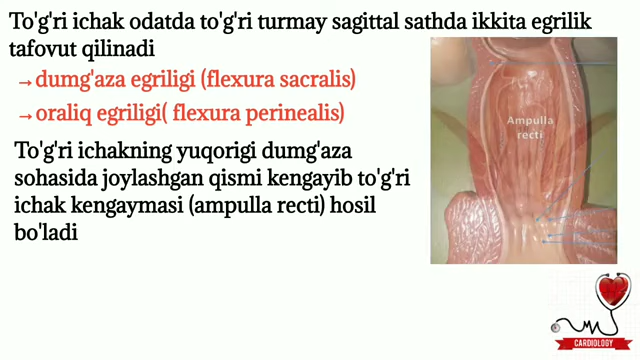 To'g'ri ichak odatda to'g'ri turmay sagittal sathda ikkita egrilik
tafovut qilinadi
→dumg'aza egriligi (flexura sacralis)
→oraliq egriligi( flexura perinealis)
To'g'ri ichakning yuqorigi dumg'aza
sohasida joylashgan qismi kengayib to'g'ri
ichak kengaymasi (ampulla recti) hosil
bo'ladi
Ampulla
recti
CARDIOLOGY